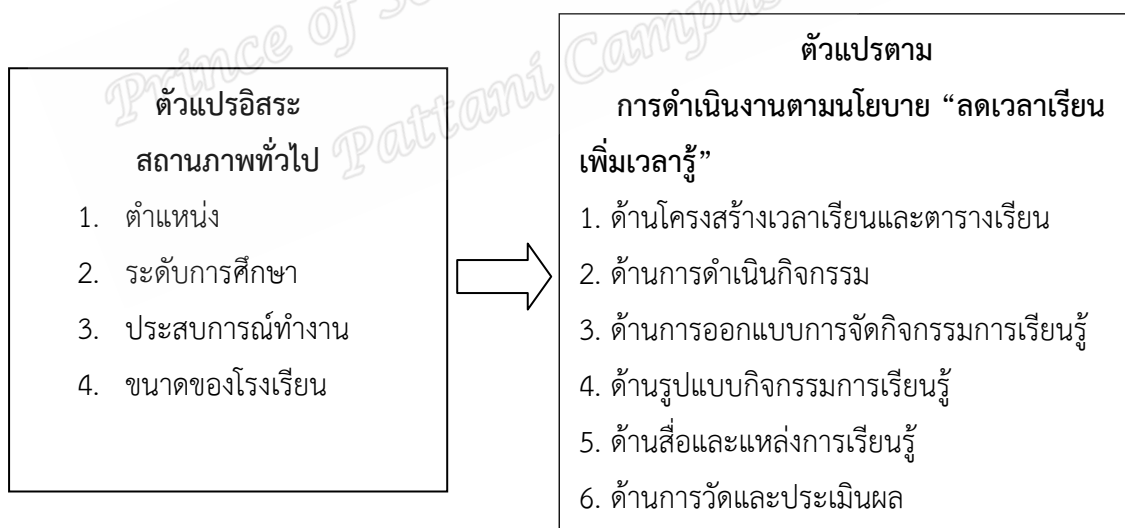 Prince of
Pattani Campus
ตัวแปรอิสระ
สถานภาพทั่วไป
1. ตำแหน่ง
2. ระดับการศึกษา
3. ประสบการณ์ทำงาน
4. ขนาดของโรงเรียน
ตัวแปรตาม
การดำเนินงานตามนโยบาย “ลดเวลาเรียน
เพิ่มเวลารู้”
1. ด้านโครงสร้างเวลาเรียนและตารางเรียน
2. ด้านการดำเนินกิจกรรม
3. ด้านการออกแบบการจัดกิจกรรมการเรียนรู้
4. ด้านรูปแบบกิจกรรมการเรียนรู้
5. ด้านสื่อและแหล่งการเรียนรู้
6. ด้านการวัดและประเมินผล